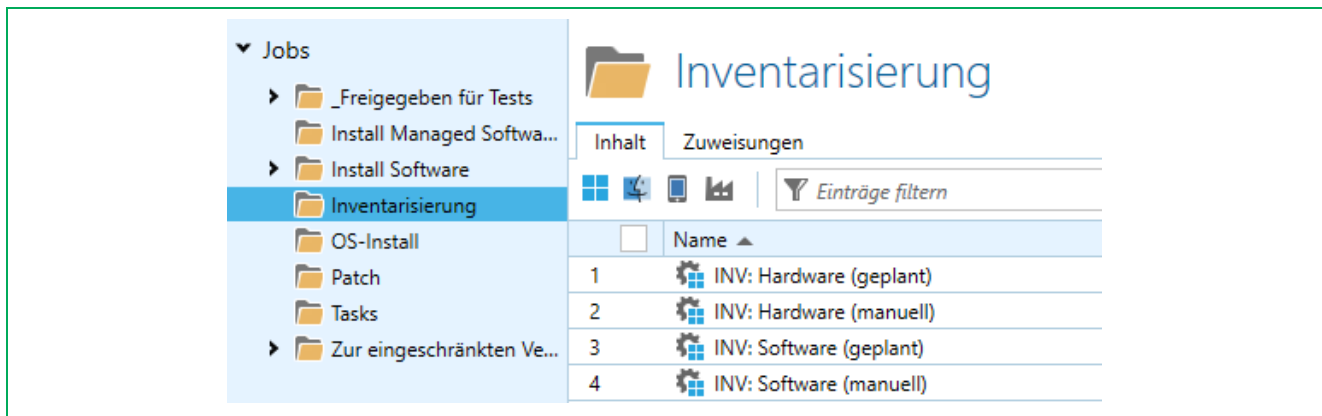 Jobs
_Freigegeben für Tests
Install Managed Softwa...
Install Software
Inventarisierung
OS-Install
Patch
Tasks
Zur eingeschränkten Ve...
Inventarisierung
Inhalt Zuweisungen
Einträge filtern
Name
1 INV: Hardware (geplant)
2 INV: Hardware (manuell)
3 INV: Software (geplant)
4 INV: Software (manuell)